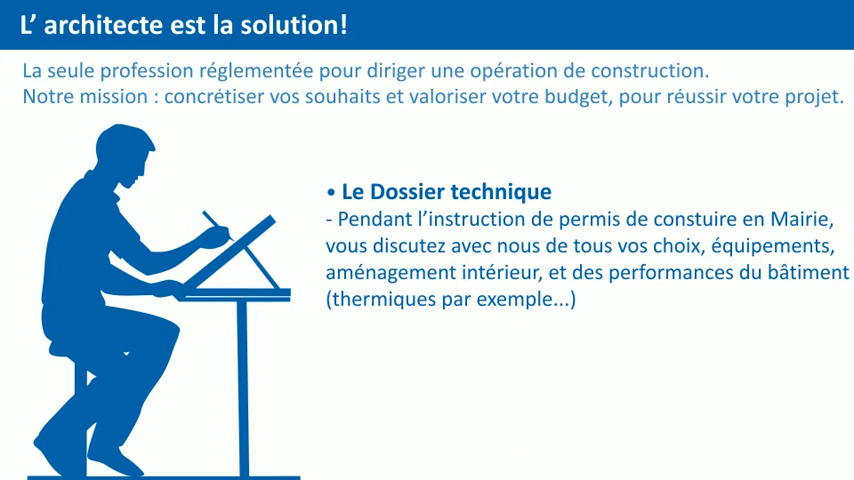 L’ architecte est la solution!
La seule profession réglementée pour diriger une opération de construction.
Notre mission : concrétiser vos souhaits et valoriser votre budget, pour réussir votre projet.
• Le Dossier technique
- Pendant l’instruction de permis de constuire en Mairie,
vous discutez avec nous de tous vos choix, équipements,
aménagement intérieur, et des performances du bâtiment
(thermiques par exemple...)